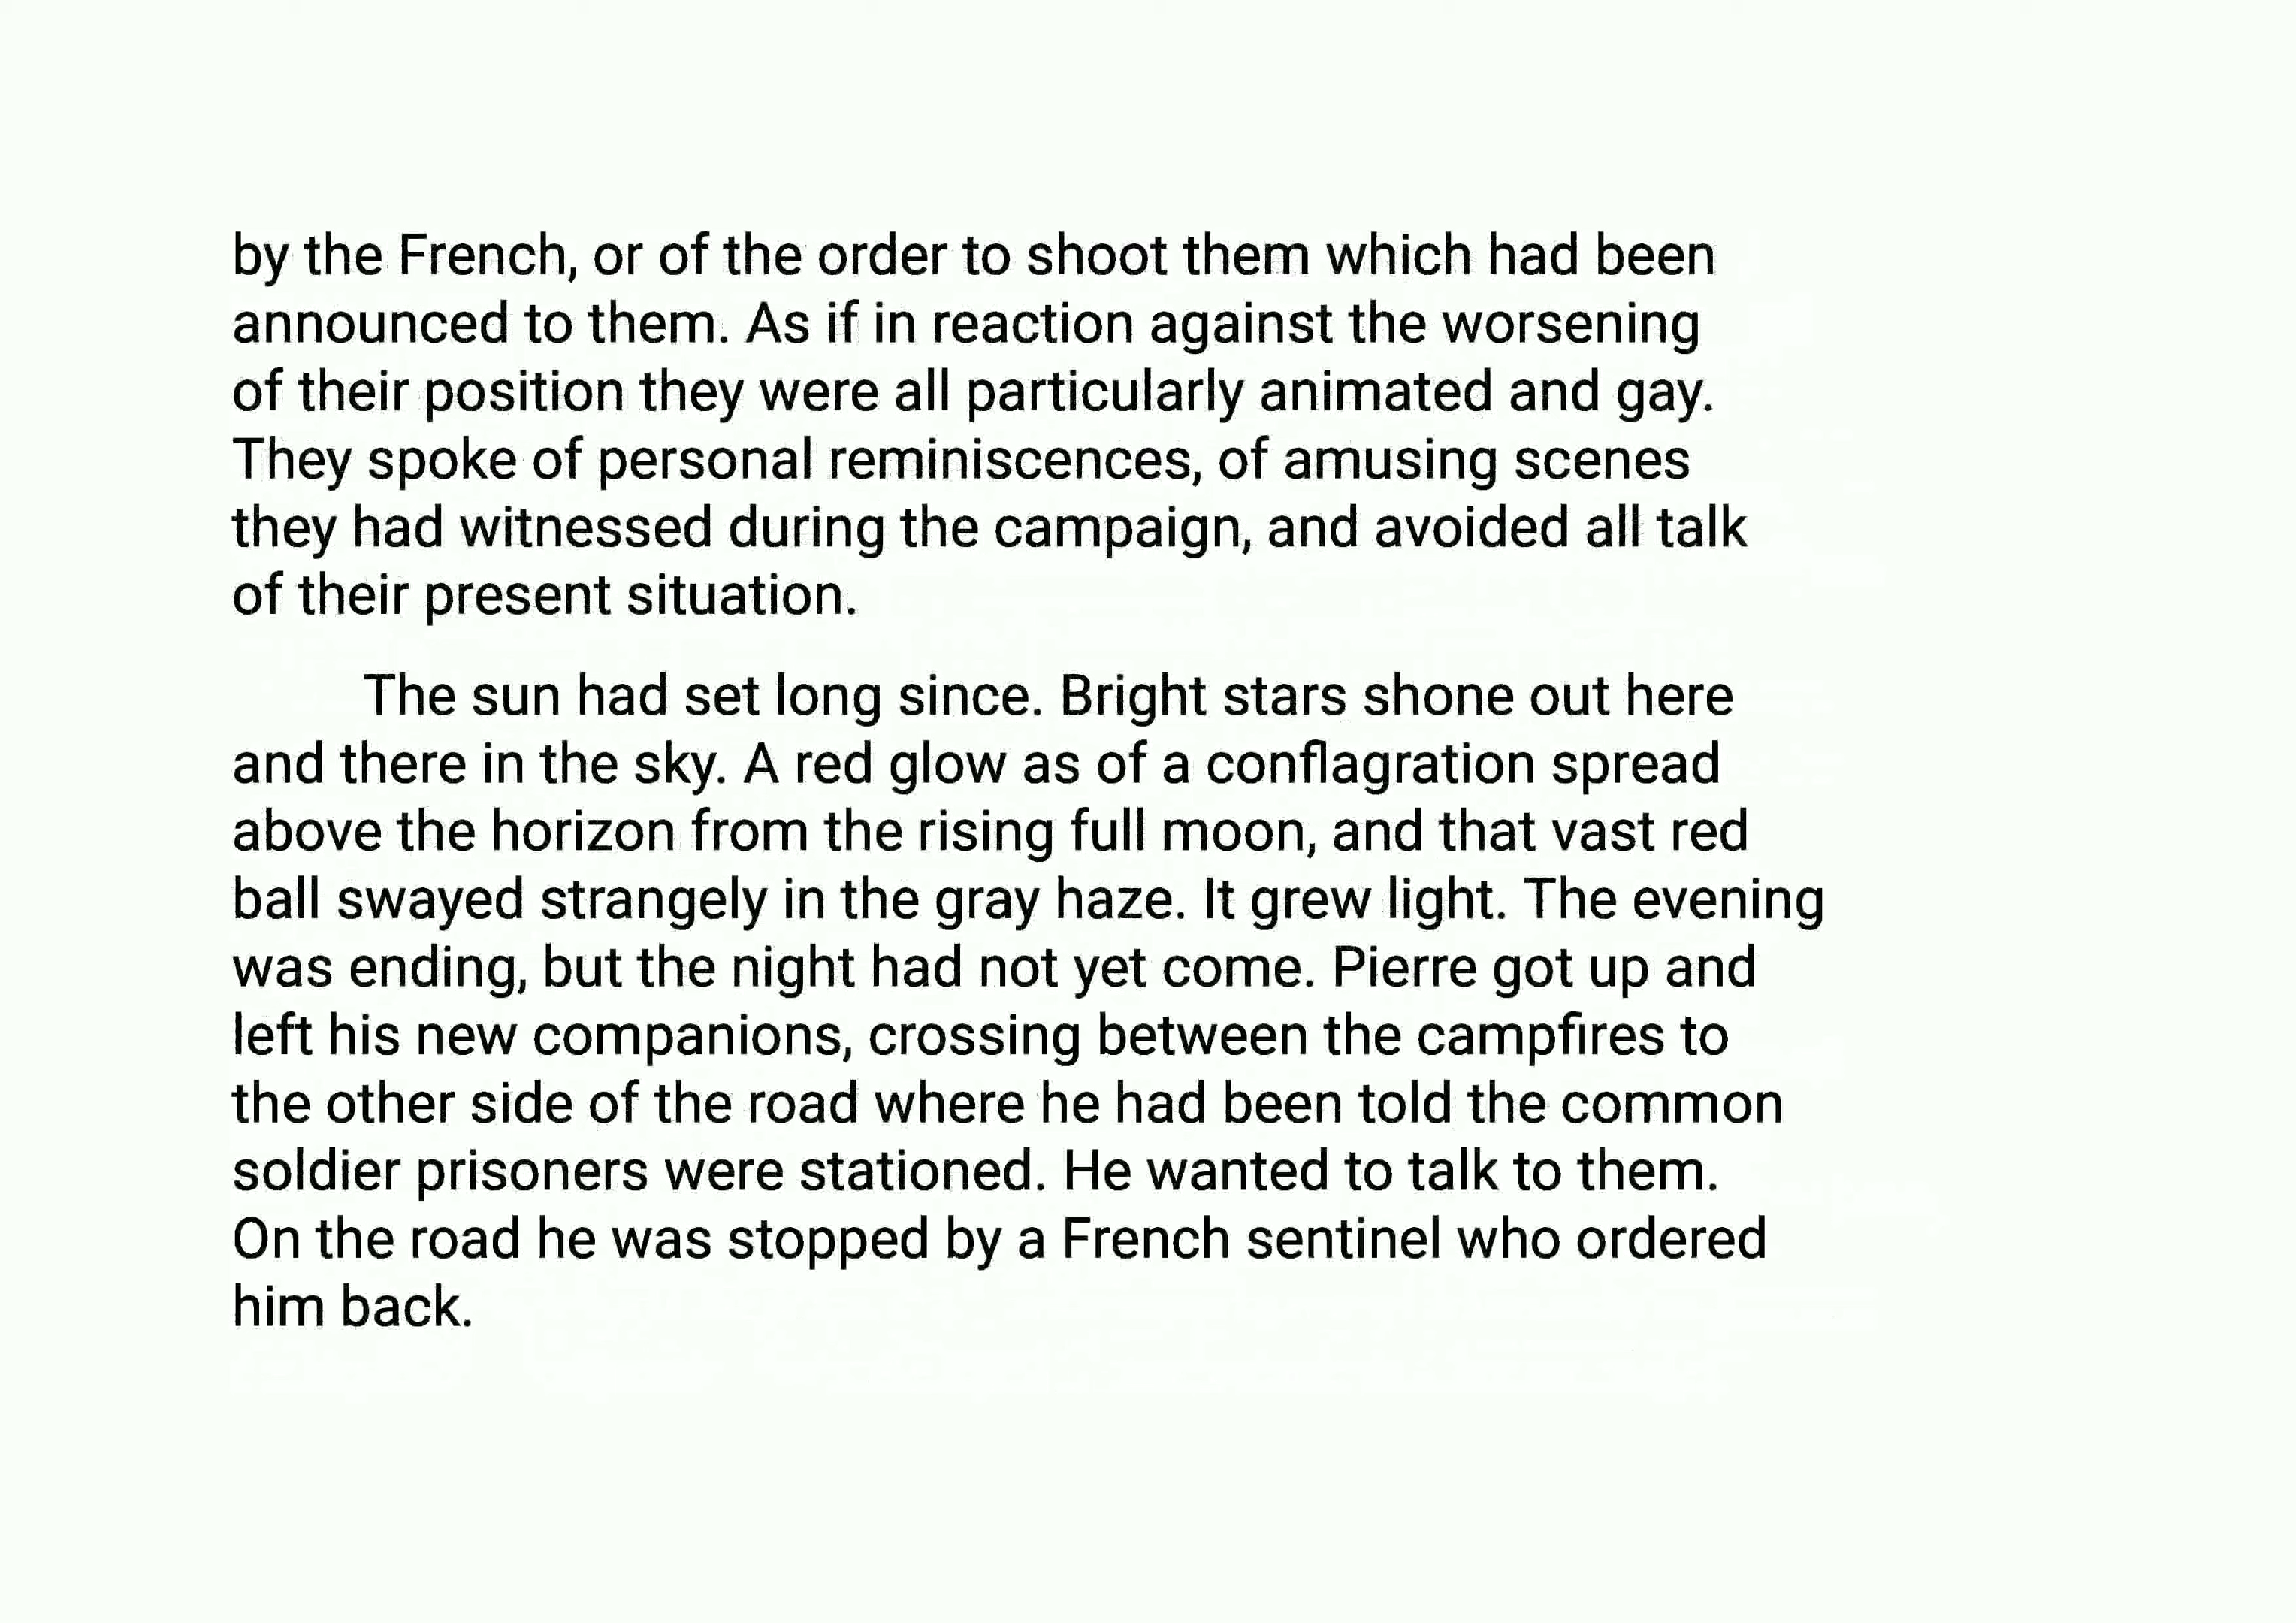 by the French, or of the order to shoot them which had been
announced to them. As if in reaction against the worsening
of their position they were all particularly animated and gay.
They spoke of personal reminiscences, of amusing scenes
they had witnessed during the campaign, and avoided all talk
of their present situation.
The sun had set long since. Bright stars shone out here
and there in the sky. A red glow as of a conflagration spread
above the horizon from the rising full moon, and that vast red
ball swayed strangely in the gray haze. It grew light. The evening
was ending, but the night had not yet come. Pierre got up and
left his new companions, crossing between the campfires to
the other side of the road where he had been told the common
soldier prisoners were stationed. He wanted to talk to them.
On the road he was stopped by a French sentinel who ordered
him back.